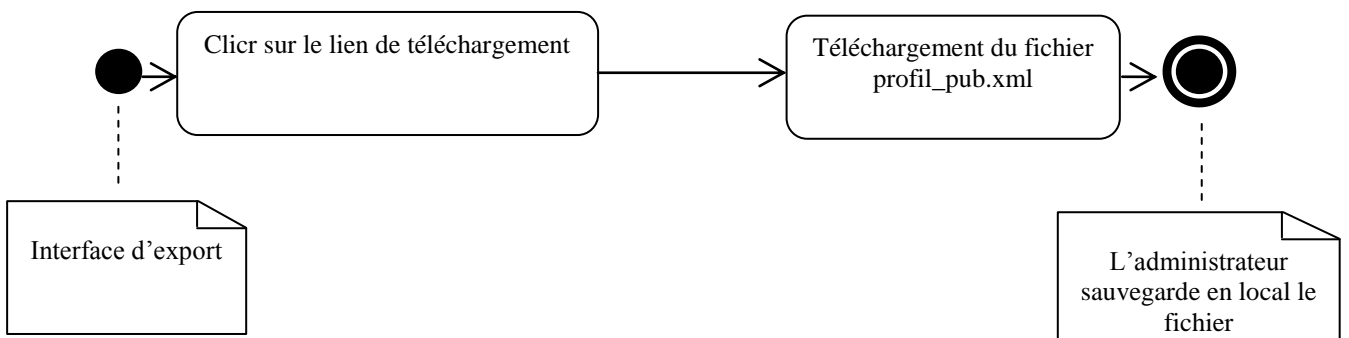 Clicr sur le lien de téléchargement
Téléchargement du fichier
profil_pub.xml
Interface d’export
L’administrateur
sauvegarde en local le
fichier